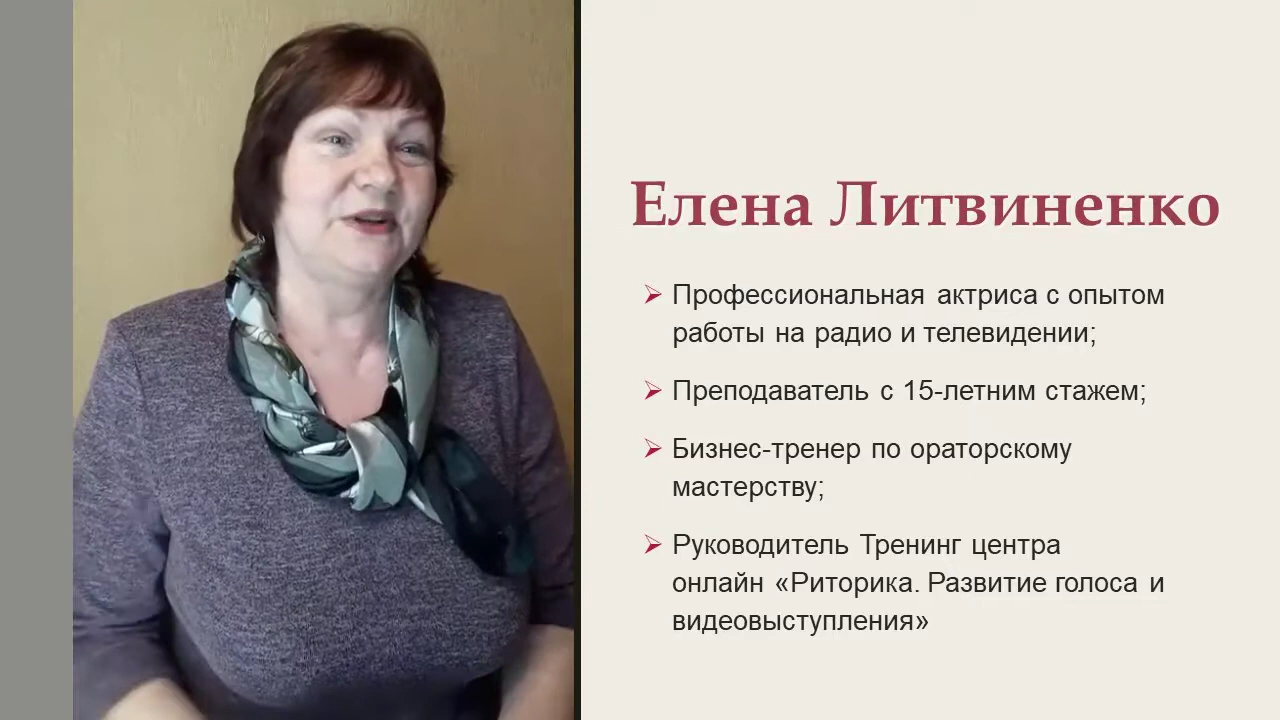 Елена Литвиненко
Профессиональная актриса с опытом
работы на радио и телевидении;
Преподаватель с 15-летним стажем;
Бизнес-тренер по ораторскому
мастерству;
Руководитель Тренинг центра
онлайн «Риторика. Развитие голоса и
видеовыступления»